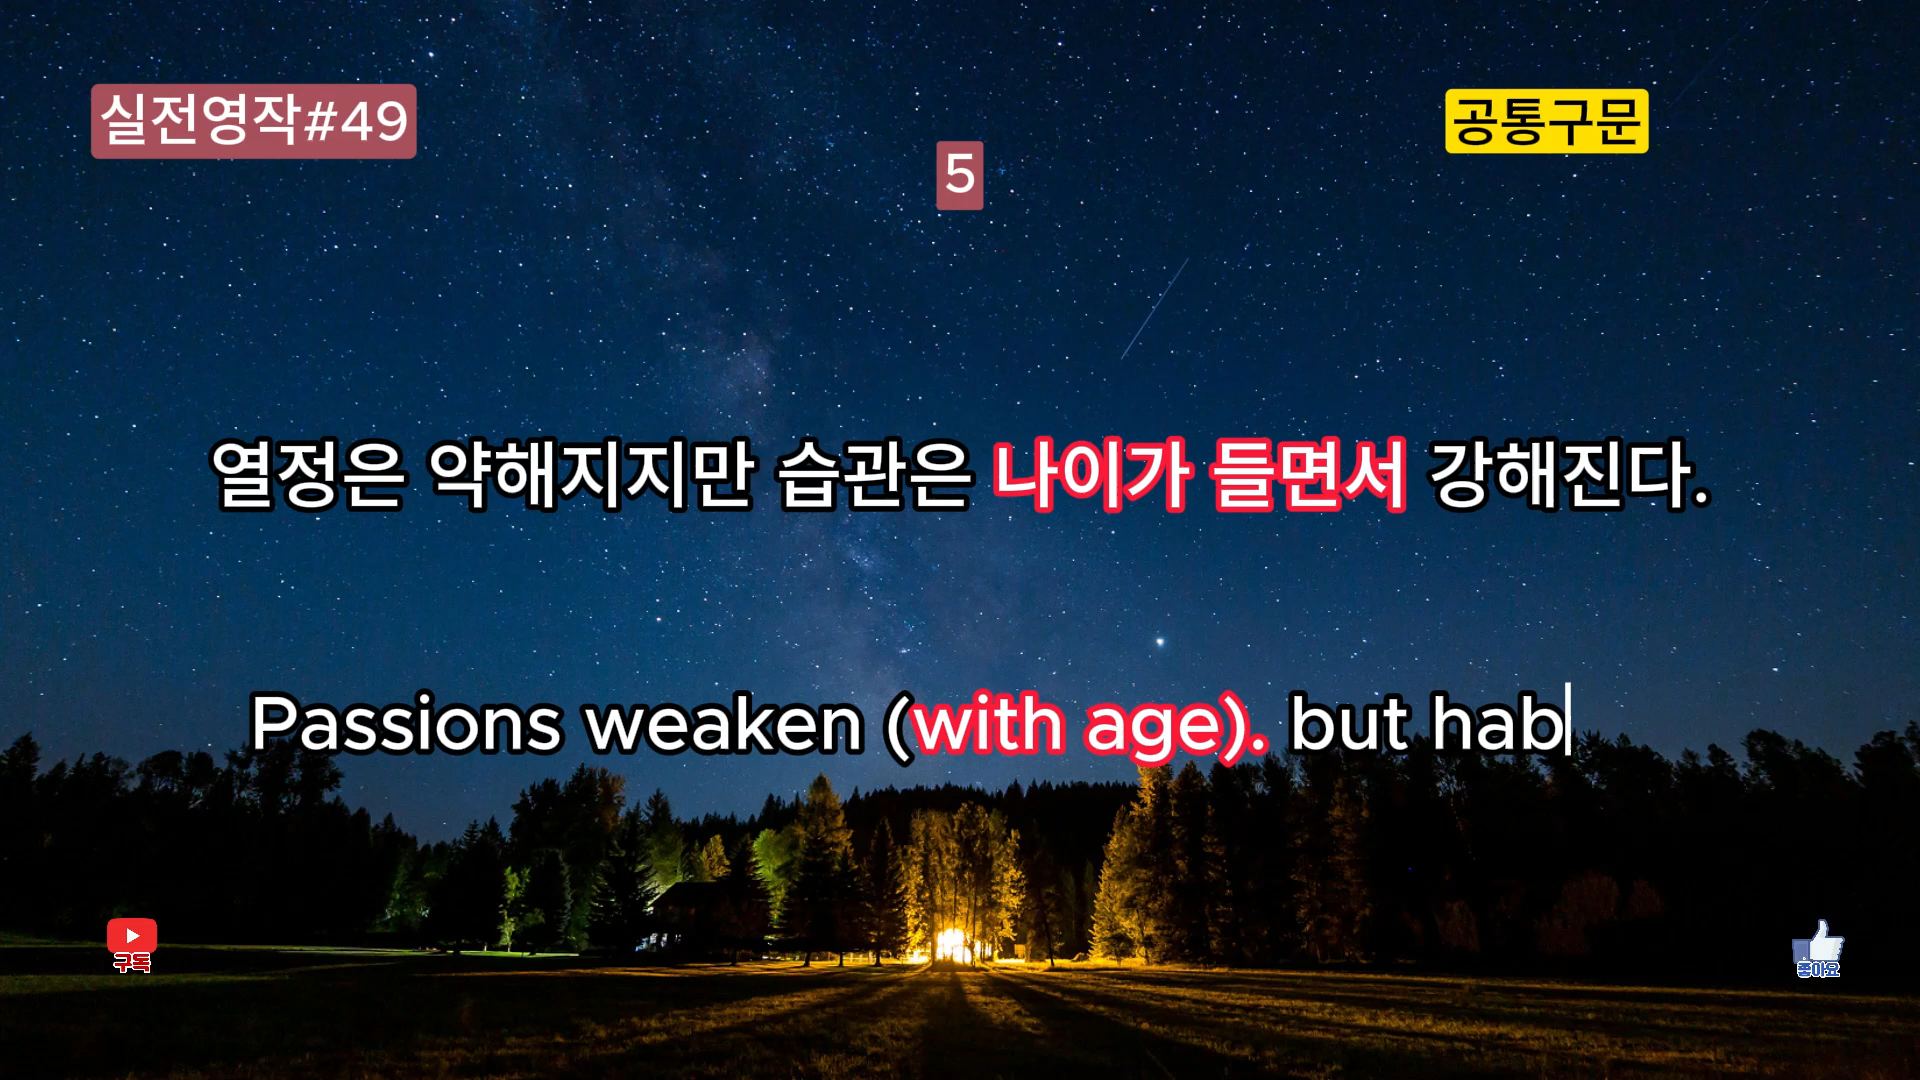 실전영작#49
공통구문
5
열정은 약해지지만 습관은 나이가 들면서 강해진다.
Passions weaken (with age). but hab
구독
좋아요